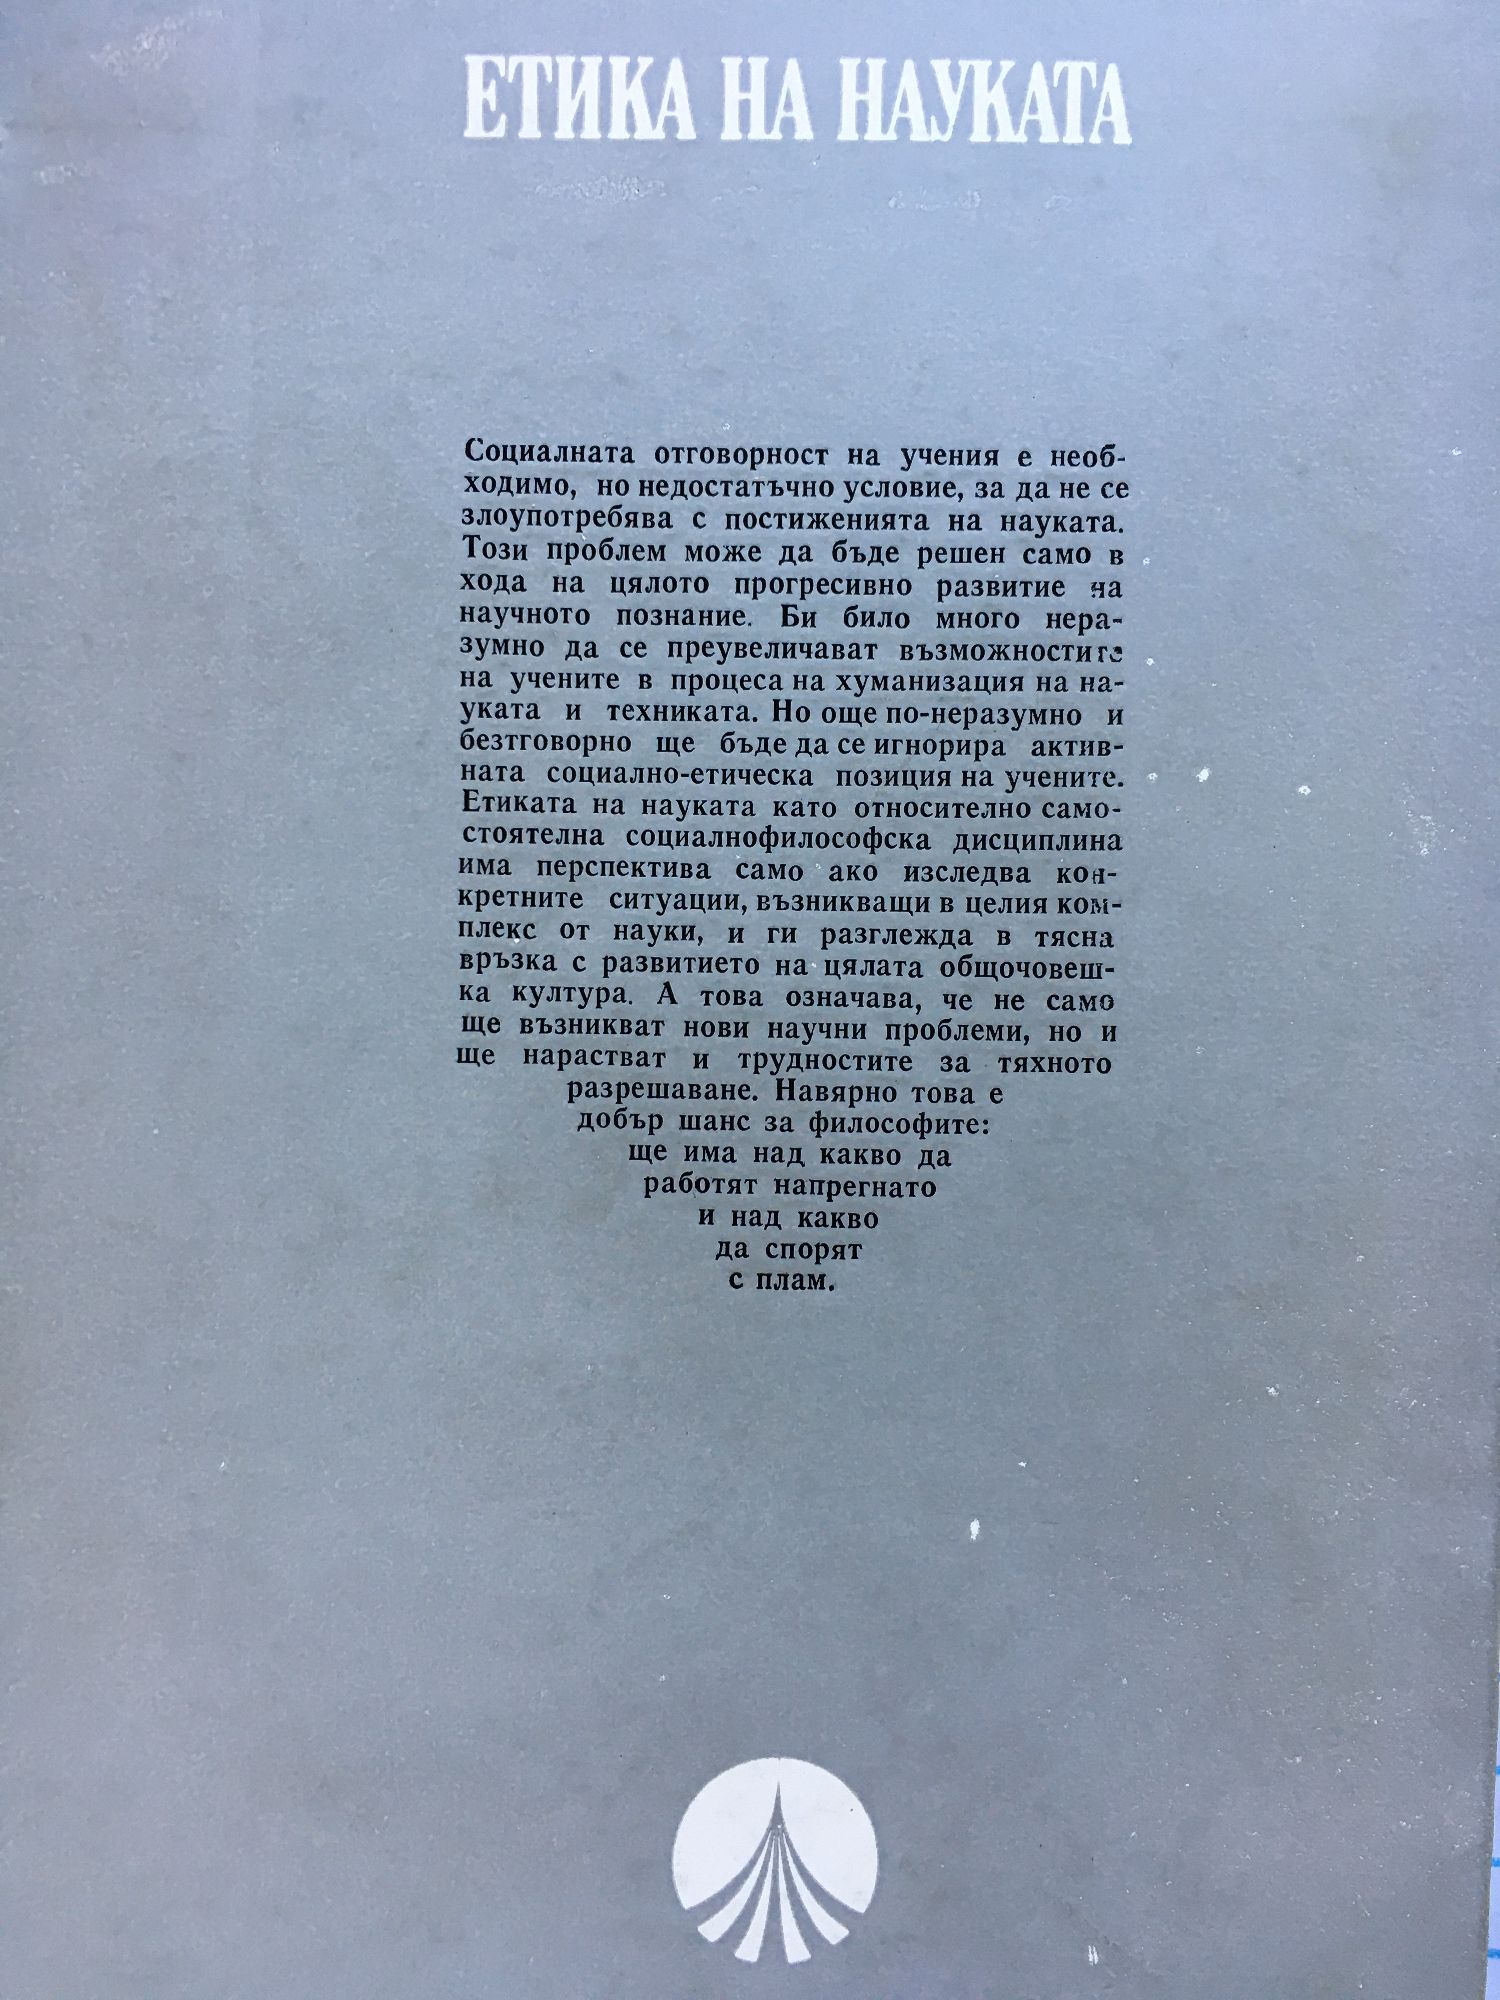 ЕТИКА НА НАУКАТА
Социалната отговорност на учения е необ-
ходимо, но недостатъчно условие, за да не се
злоупотребява с постиженията на науката.
Този проблем може да бъде решен само в
хода на цялото прогресивно развитие на
научното познание. Би било много нера-
зумно да се преувеличават възможностите
на учените в процеса на хуманизация на на-
уката и техниката. Но още по-неразумно и
безтговорно ще бъде да се игнорира актив-
ната социално-етическа позиция на учените.
Етиката на науката като относително само-
стоятелна социалнофилософска дисциплина
има перспектива само ако изследва кон-
кретните ситуации, възникващи в целия ком-
плекс от науки, и ги разглежда в тясна
връзка с развитието на цялата общочовеш-
ка култура. А това означава, че не само
ще възникват нови научни проблеми, но и
ще нарастват и трудностите за тяхното
разрешаване. Навярно това е
добър шанс за философите:
ще има над какво да
работят напрегнато
и над какво
да спорят
с плам.